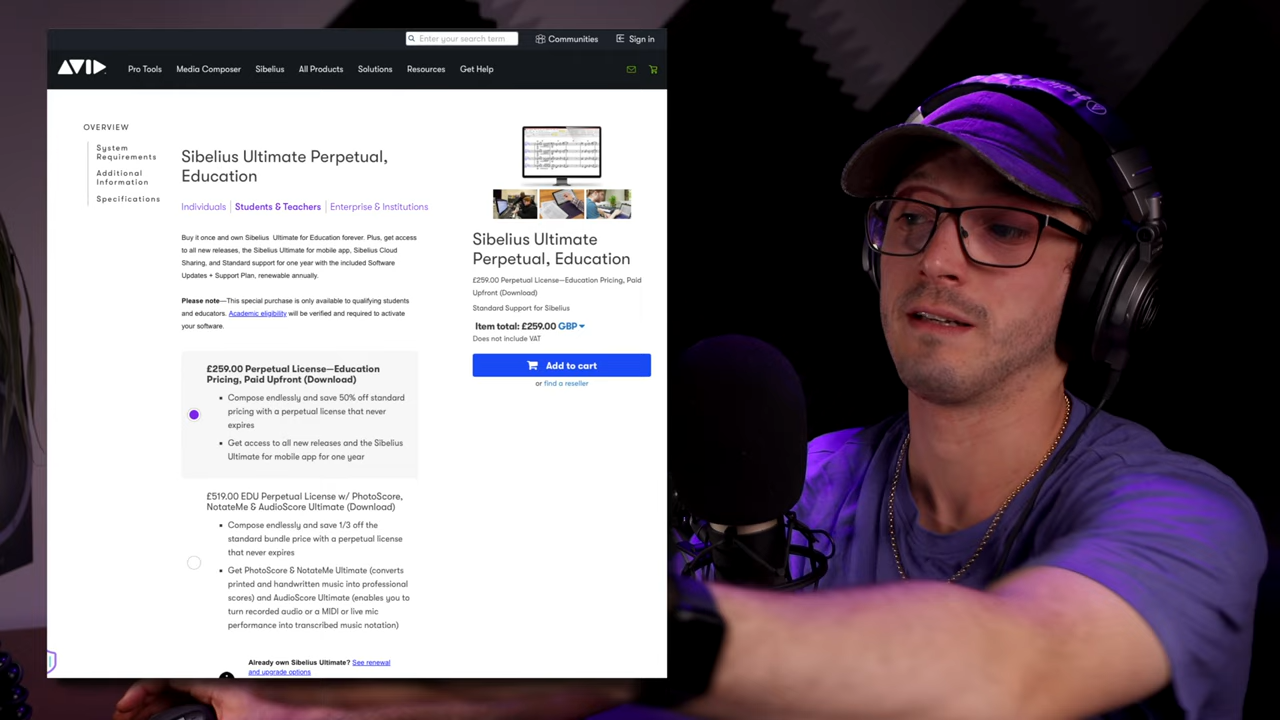 Enter your search term
Communities
Sign in
AVID
Pro Tools
Media Composer
Sibelius
All Products
Solutions
Resources
Get Help
OVERVIEW
System
Requirements
Additional
Information
Specifications
Sibelius Ultimate Perpetual,
Education
Individuals | Students & Teachers | Enterprise & Institutions
Buy it once and own Sibelius Ultimate for Education forever. Plus, get access
to all new releases, the Sibelius Ultimate for mobile app, Sibelius Cloud
Sharing, and Standard support for one year with the included Software
Updates + Support Plan, renewable annually.
Please note—This special purchase is only available to qualifying students
and educators. Academic eligibility will be verified and required to activate
your software.
£259.00 Perpetual License—Education
Pricing, Paid Upfront (Download)
Compose endlessly and save 50% off standard
pricing with a perpetual license that never
expires
Get access to all new releases and the Sibelius
Ultimate for mobile app for one year
£519.00 EDU Perpetual License w/ PhotoScore,
NotateMe & AudioScore Ultimate (Download)
Compose endlessly and save 1/3 off the
standard bundle price with a perpetual license
that never expires
Get PhotoScore & NotateMe Ultimate (converts
printed and handwritten music into professional
scores) and AudioScore Ultimate (enables you to
turn recorded audio or a MIDI or live mic
performance into transcribed music notation)
Already own Sibelius Ultimate? See renewal
and upgrade options
Sibelius Ultimate
Perpetual, Education
£259.00 Perpetual License—Education Pricing, Paid
Upfront (Download)
Standard Support for Sibelius
Item total: £259.00 GBP
Does not include VAT
Add to cart
or find a reseller